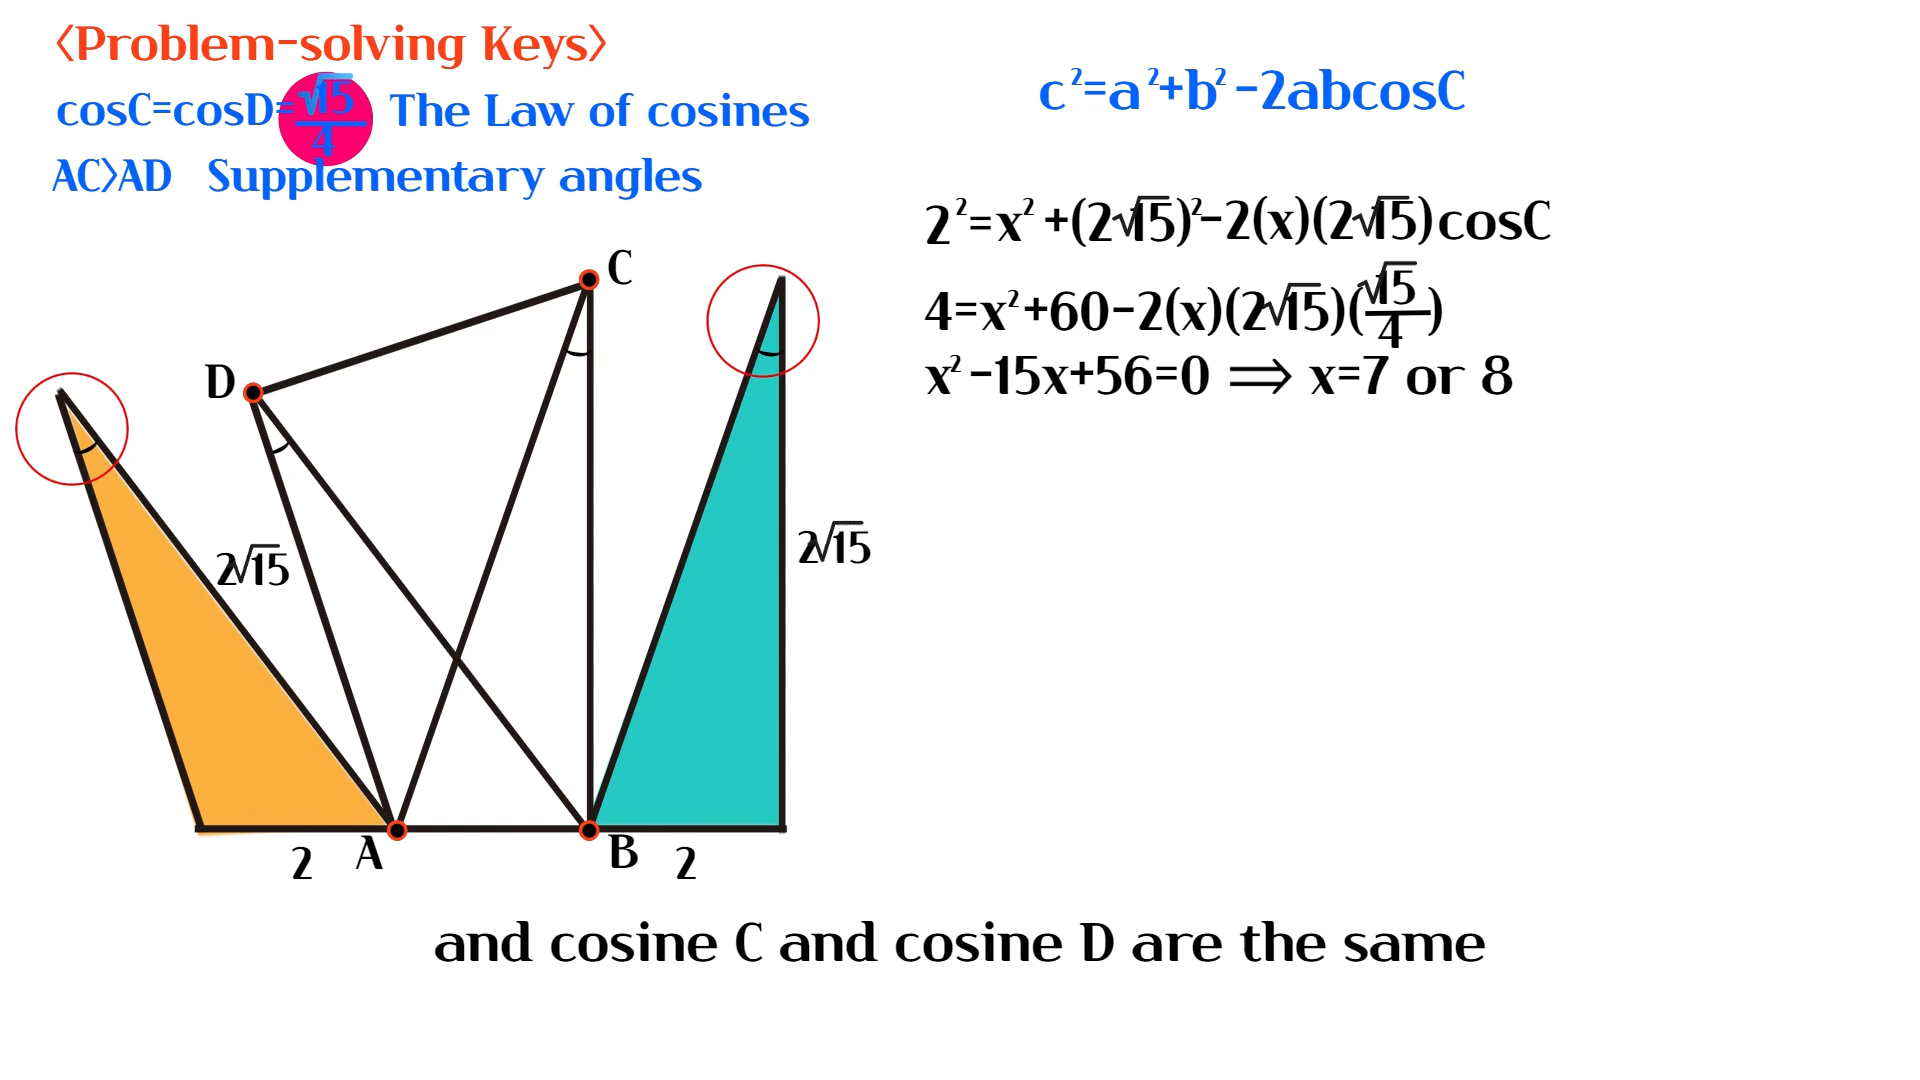 〈Problem-solving Keys〉
cosC=cosD=√15/4 The Law of cosines
AC>AD Supplementary angles
c²=a²+b²-2abcosC
2²=x²+(2√15)²-2(x)(2√15)cosC
4=x²+60-2(x)(2√15)(√15/4)
x²-15x+56=0 ⟹ x=7 or 8
C
D
2√15
2√15
A
B
2
2
and cosine C and cosine D are the same